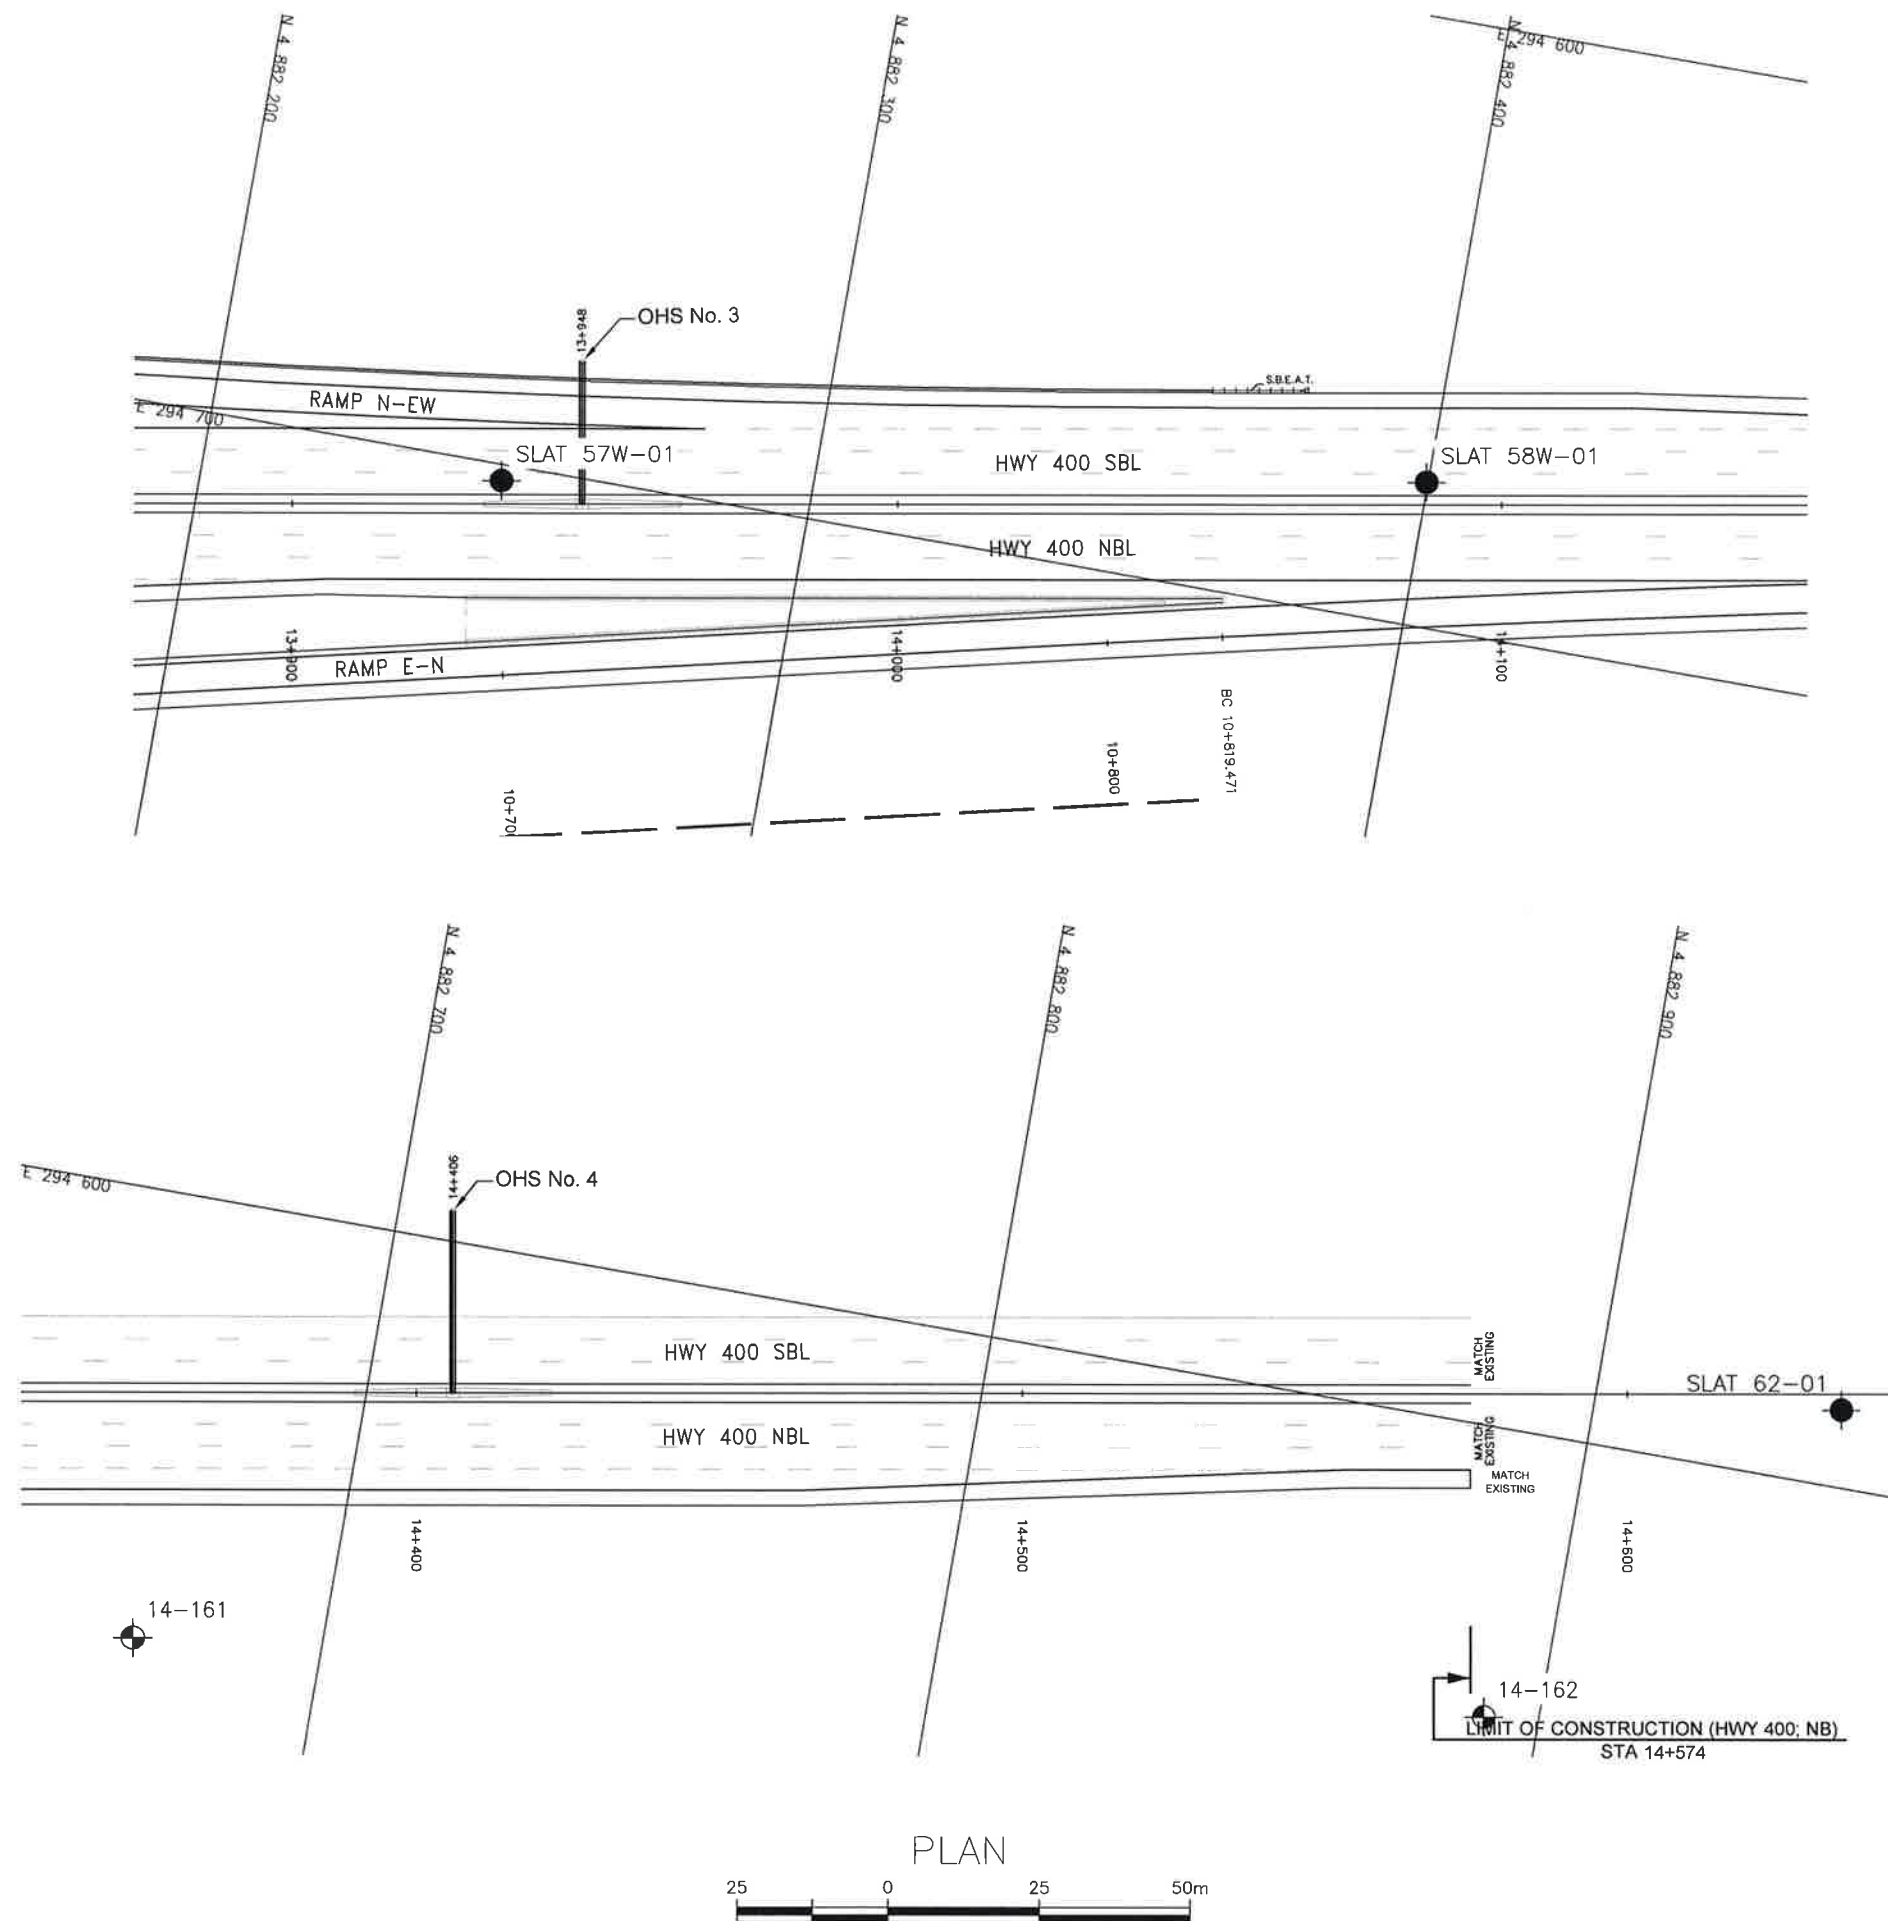 N 4 882 200
N 4 882 300
N 4 882 400
E 294 600
13+948
OHS No. 3
S.B.E.A.T.
RAMP N-EW
E 294 700
SLAT 57W-01
HWY 400 SBL
SLAT 58W-01
HWY 400 NBL
13+900
14+000
14+100
RAMP E-N
BC 10+819.471
10+800
10+70
N 4 882 700
N 4 882 800
N 4 882 900
14+406
OHS No. 4
E 294 600
HWY 400 SBL
MATCH
EXISTING
SLAT 62-01
HWY 400 NBL
MATCH
EXISTING
MATCH
EXISTING
14+400
14+500
14+600
14-161
14-162
LIMIT OF CONSTRUCTION (HWY 400; NB)
STA 14+574
PLAN
25 0 25 50m